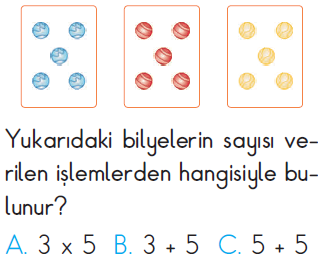 Yukarıdaki bilyelerin sayısı ve-
rilen işlemlerden hangisiyle bu-
lunur?
A. 3 x 5 B. 3 + 5 C. 5 + 5